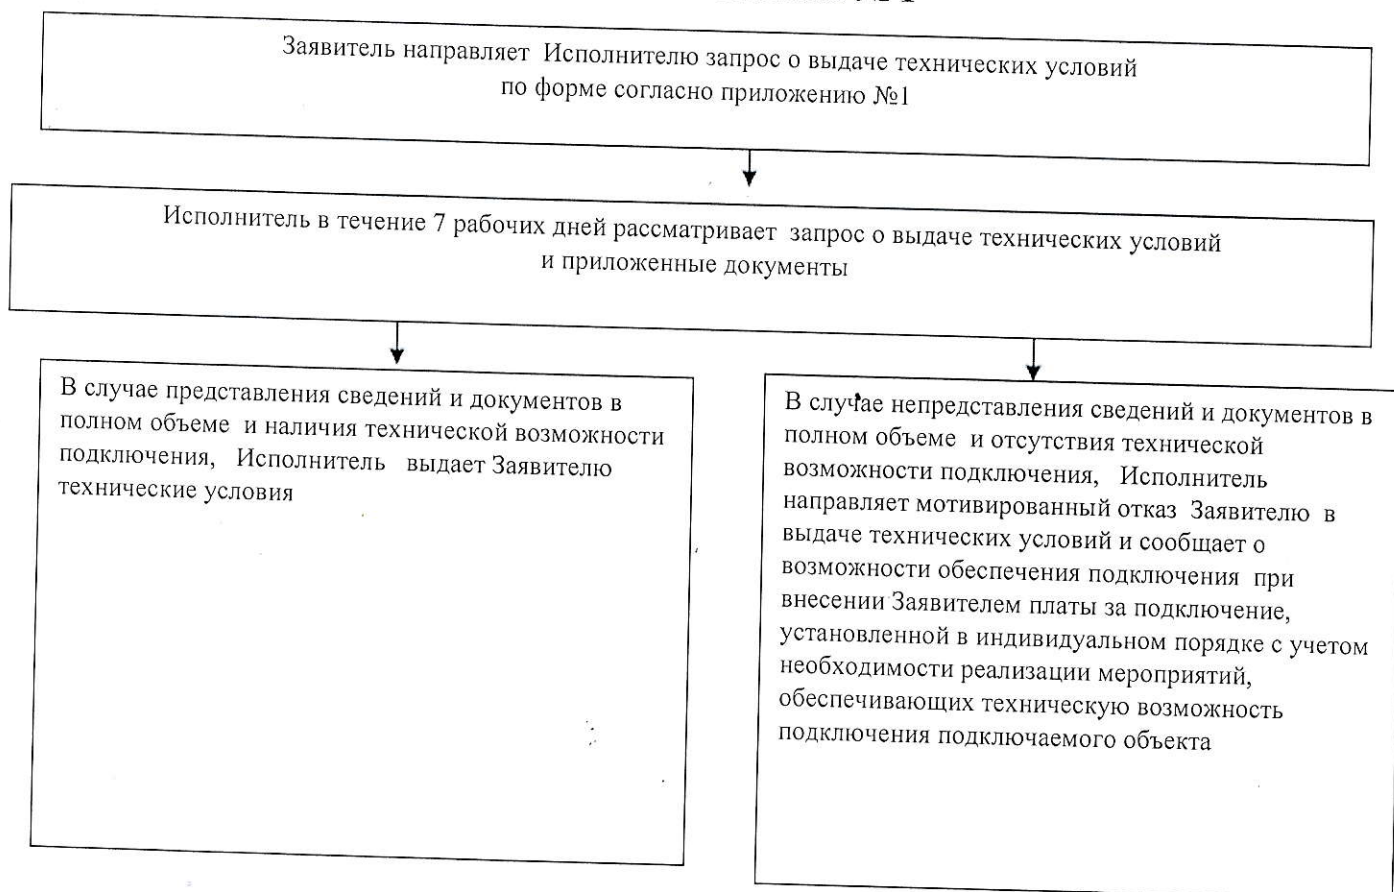 №1
Заявитель направляет Исполнителю запрос о выдаче технических условий
по форме согласно приложению №1
Исполнитель в течение 7 рабочих дней рассматривает запрос о выдаче технических условий
и приложенные документы
В случае представления сведений и документов в
полном объеме и наличия технической возможности
подключения, Исполнитель выдает Заявителю
технические условия
В случае непредставления сведений и документов в
полном объеме и отсутствия технической
возможности подключения, Исполнитель
направляет мотивированный отказ Заявителю в
выдаче технических условий и сообщает о
возможности обеспечения подключения при
внесении Заявителем платы за подключение,
установленной в индивидуальном порядке с учетом
необходимости реализации мероприятий,
обеспечивающих техническую возможность
подключения подключаемого объекта